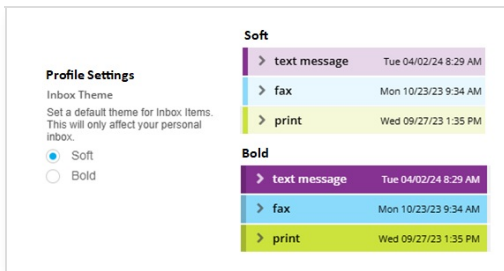 Profile Settings
Inbox Theme
Set a default theme for Inbox Items.
This will only affect your personal
inbox.
Soft
Bold
Soft
text message Tue 04/02/24 8:29 AM
fax Mon 10/23/23 9:34 AM
print Wed 09/27/23 1:35 PM
Bold
text message Tue 04/02/24 8:29 AM
fax Mon 10/23/23 9:34 AM
print Wed 09/27/23 1:35 PM